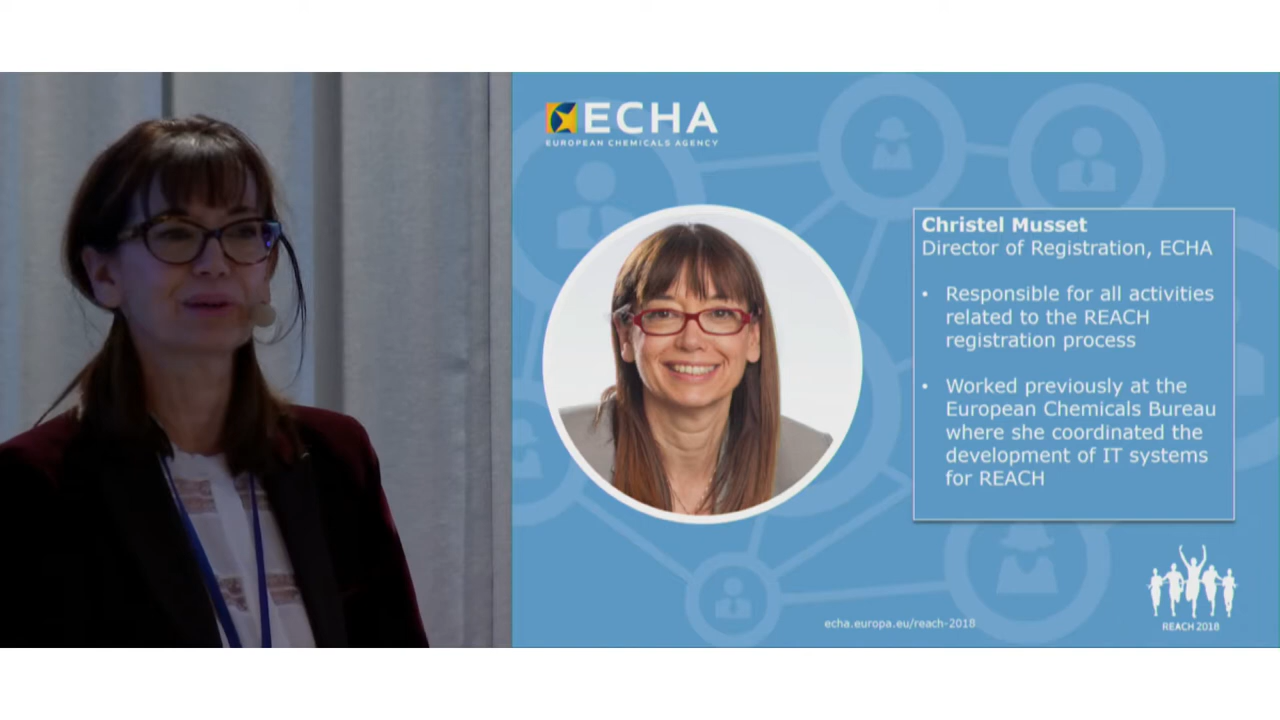 ECHA
EUROPEAN CHEMICALS AGENCY
Christel Musset
Director of Registration, ECHA
• Responsible for all activities
related to the REACH
registration process
• Worked previously at the
European Chemicals Bureau
where she coordinated the
development of IT systems
for REACH
echa.europa.eu/reach-2018
REACH 2018